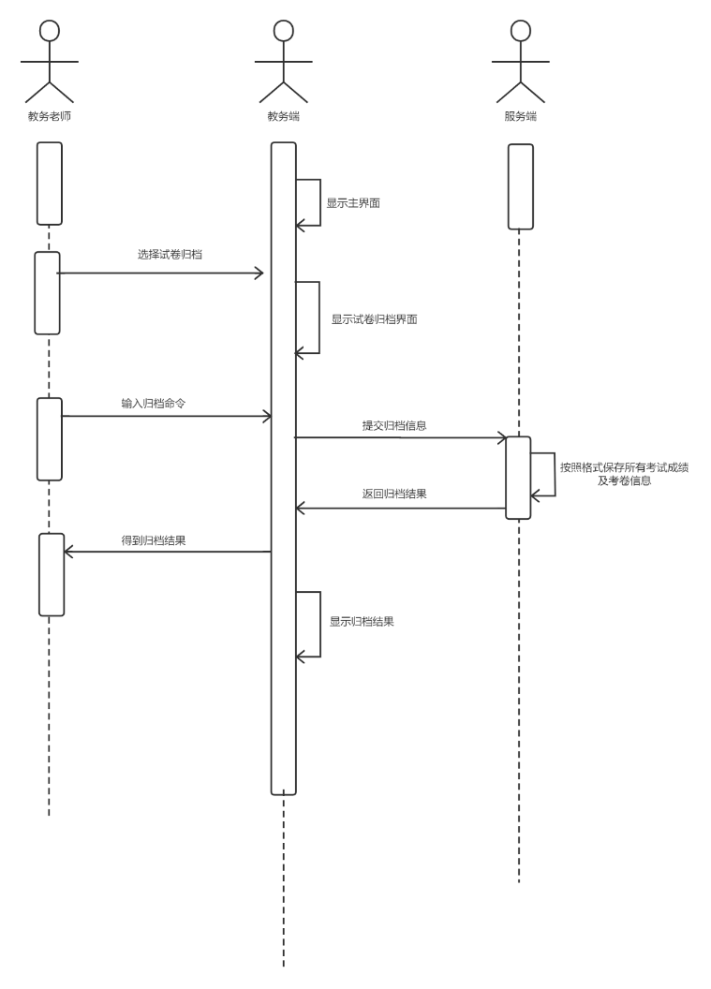 教务老师
教务端
服务端
显示主界面
选择试卷归档
显示试卷归档界面
输入归档命令
提交归档信息
按照格式保存所有考试成绩
及考卷信息
返回归档结果
得到归档结果
显示归档结果